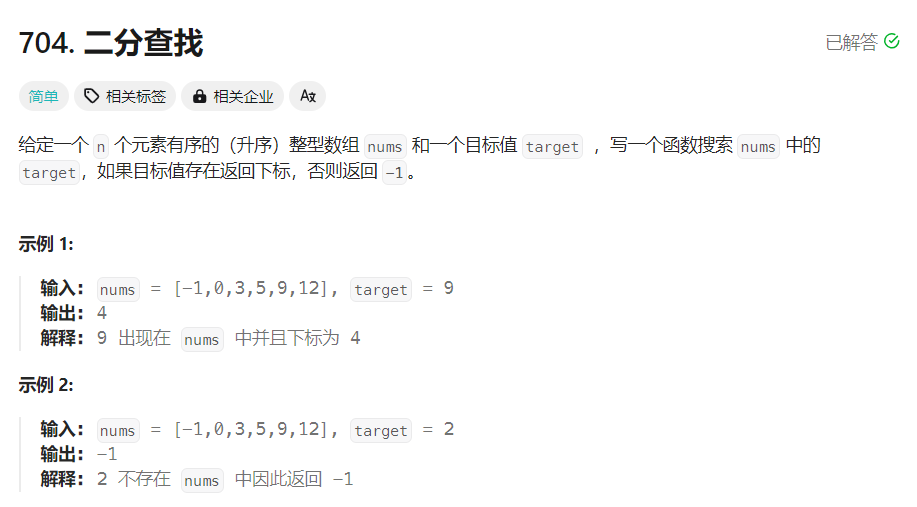 704. 二分查找
已解答
简单 相关标签 相关企业
给定一个 n 个元素有序的（升序）整型数组 nums 和一个目标值 target ，写一个函数搜索 nums 中的
target，如果目标值存在返回下标，否则返回 -1。
示例 1:
输入: nums = [-1,0,3,5,9,12], target = 9
输出: 4
解释: 9 出现在 nums 中并且下标为 4
示例 2:
输入: nums = [-1,0,3,5,9,12], target = 2
输出: -1
解释: 2 不存在 nums 中因此返回 -1